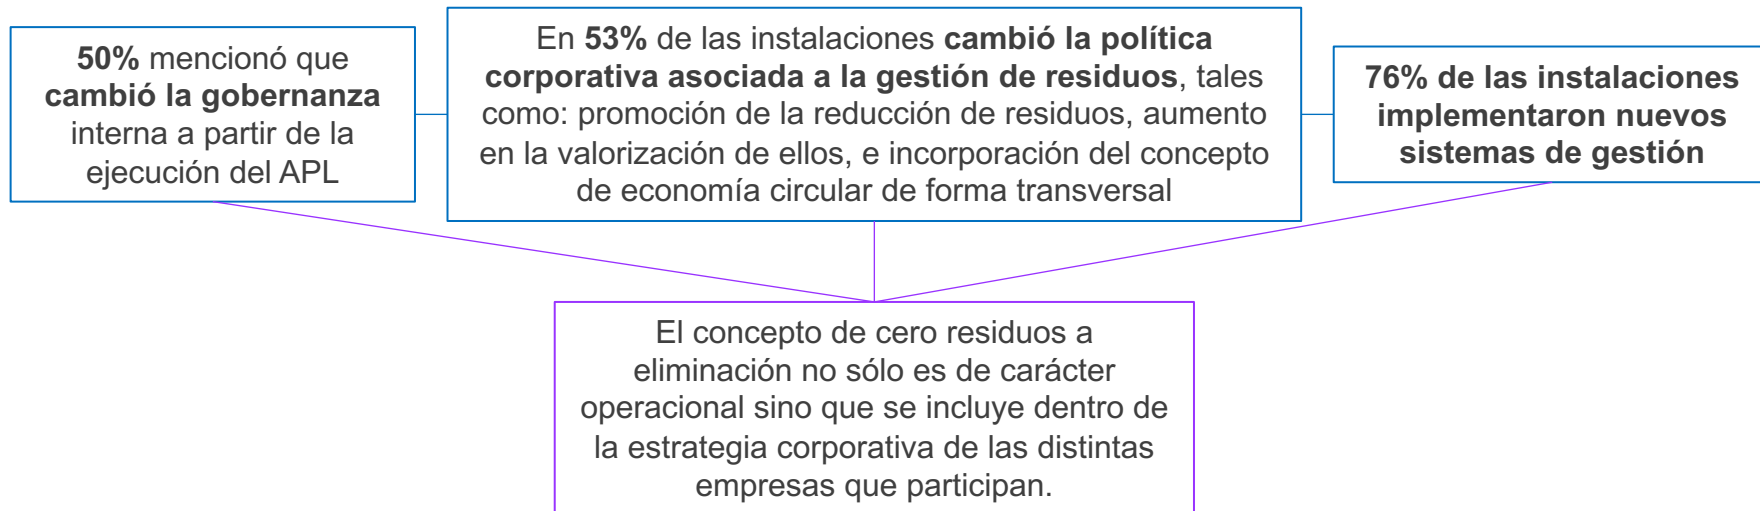 50% mencionó que
cambió la gobernanza
interna a partir de la
ejecución del APL
En 53% de las instalaciones cambió la política
corporativa asociada a la gestión de residuos, tales
como: promoción de la reducción de residuos, aumento
en la valorización de ellos, e incorporación del concepto
de economía circular de forma transversal
76% de las instalaciones
implementaron nuevos
sistemas de gestión
El concepto de cero residuos a
eliminación no sólo es de carácter
operacional sino que se incluye dentro de
la estrategia corporativa de las distintas
empresas que participan.